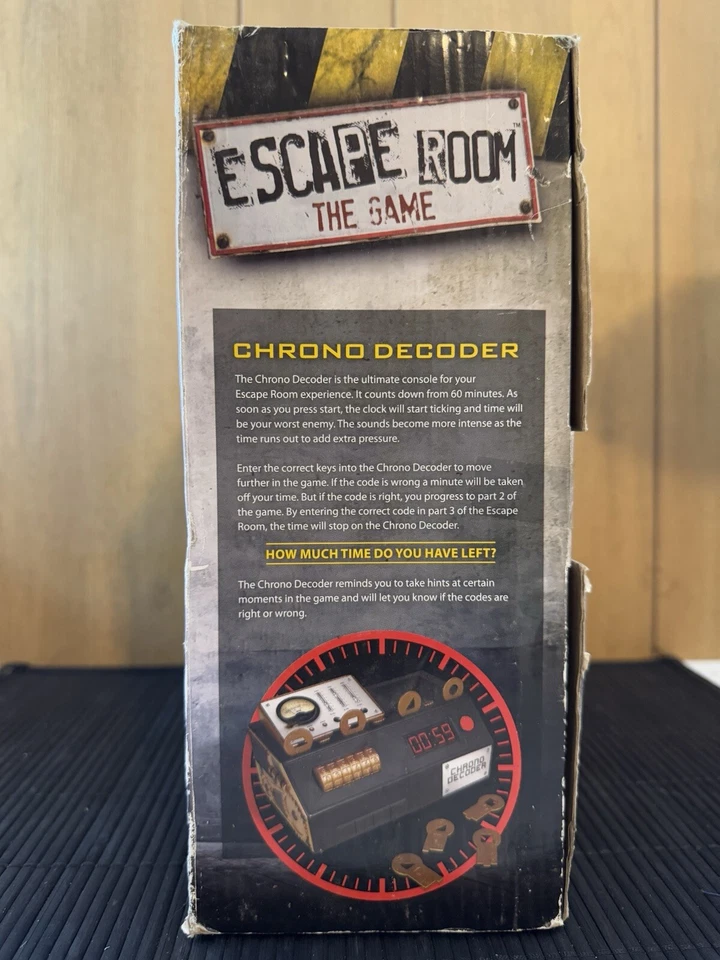 ESCAPE ROOM™
THE GAME
CHRONO DECODER
The Chrono Decoder is the ultimate console for your
Escape Room experience. It counts down from 60 minutes. As
soon as you press start, the clock will start ticking and time will
be your worst enemy. The sounds become more intense as the
time runs out to add extra pressure.
Enter the correct keys into the Chrono Decoder to move
further in the game. If the code is wrong a minute will be taken
off your time. But if the code is right, you progress to part 2 of
the game. By entering the correct code in part 3 of the Escape
Room, the time will stop on the Chrono Decoder.
HOW MUCH TIME DO YOU HAVE LEFT?
The Chrono Decoder reminds you to take hints at certain
moments in the game and will let you know if the codes are
right or wrong.
00:59
CHRONO
DECODER